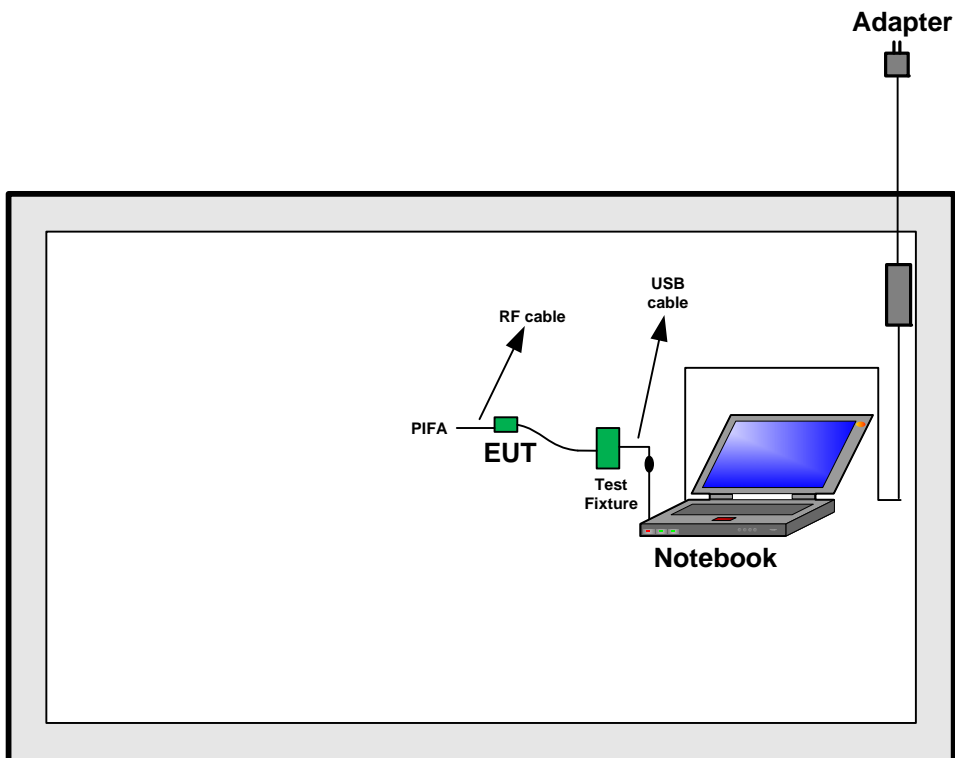 Adapter
USB
cable
RF cable
PIFA
EUT
Test
Fixture
Notebook